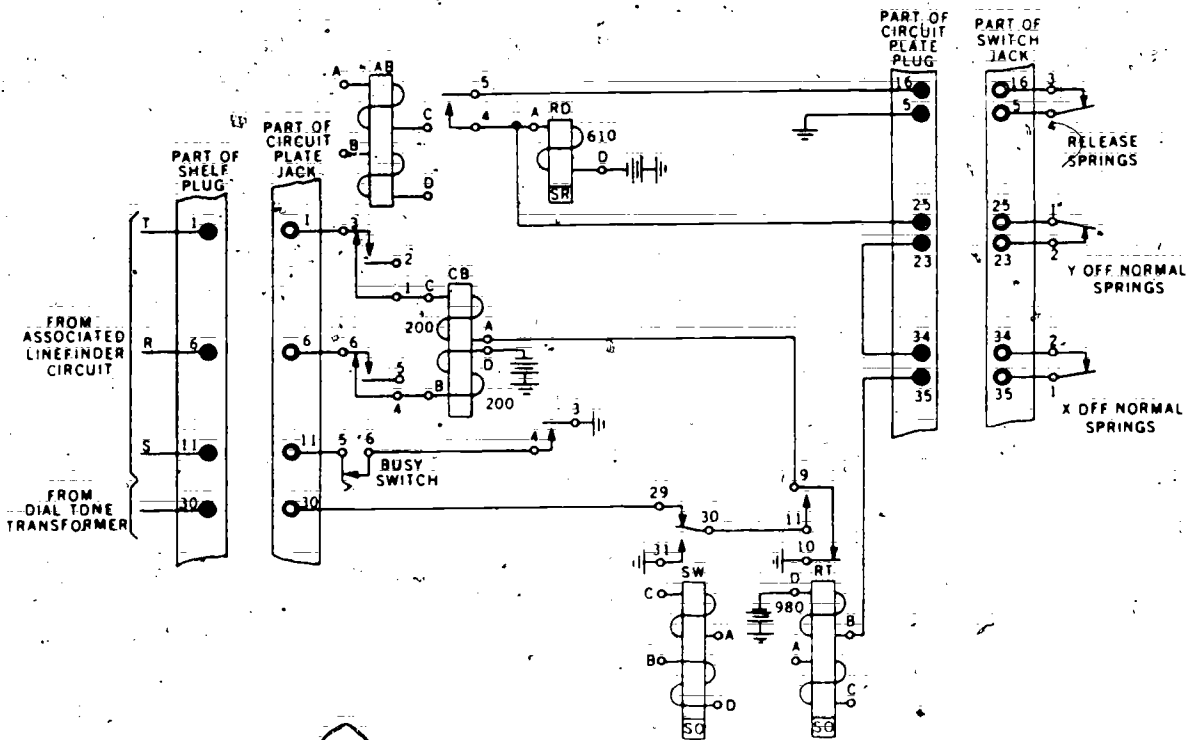 PART OF
CIRCUIT
PLATE
PLUG
PART OF
SWITCH
JACK
A AB
5 16 16 3
RD
A
C 4 5 5 4
610
RELEASE
SPRINGS
PART OF
CIRCUIT
PLATE
JACK
PART OF
SHELF
PLUG
B
D
D
SR
T 1 1 3
25 25 1
2
23 23 2
Y OFF NORMAL
SPRINGS
CB
1 C
200
A
D
FROM
ASSOCIATED
LINEFINDER
CIRCUIT
R 6 6 6
34 34 2
5
4 B
200
35 35 1
X OFF NORMAL
SPRINGS
3
S 11 11 5 6 4
BUSY
SWITCH
9
FROM
DIAL TONE
TRANSFORMER
30 30 29
30 11
31 10
SW RT
C D
980
A B
B A
D C
SO SO